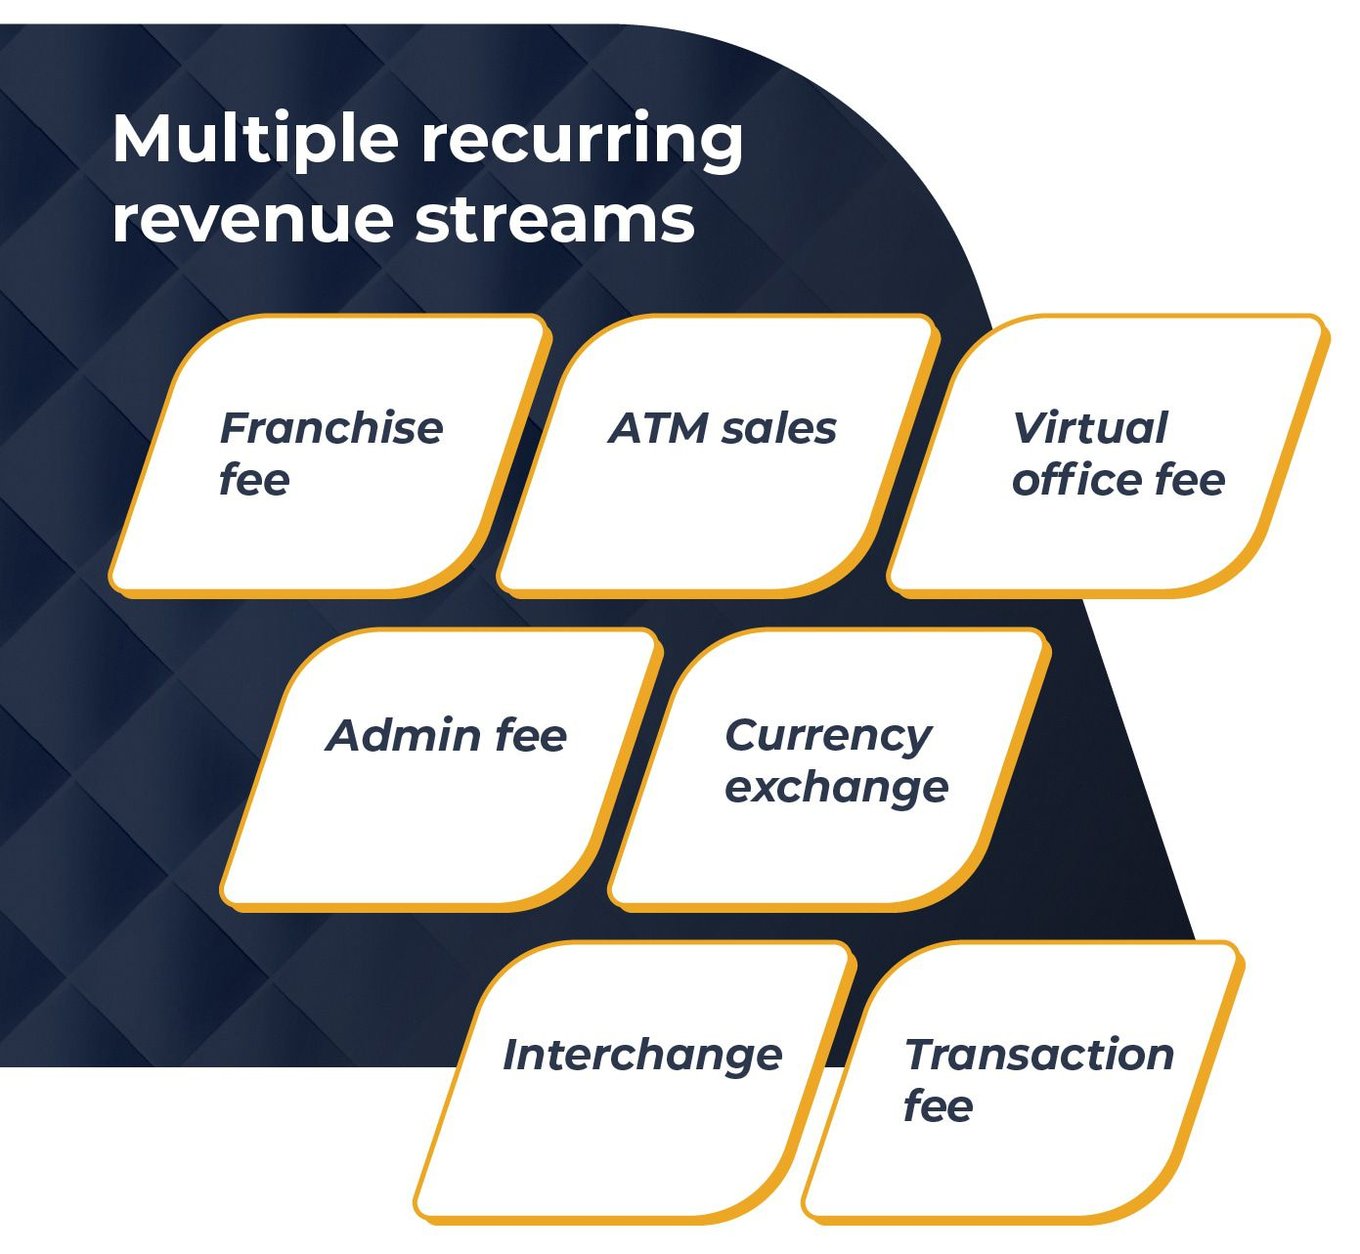 Multiple recurring
revenue streams
Franchise
fee
ATM sales
Virtual
office fee
Admin fee
Currency
exchange
Interchange
Transaction
fee